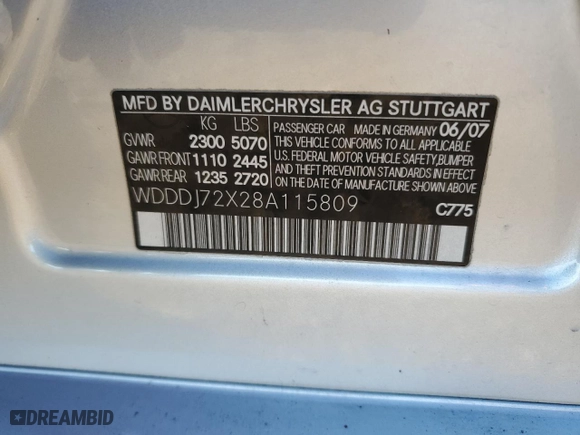 MFD BY DAIMLERCHRYSLER AG STUTTGART
KG LBS
GVWR 2300 5070
GAWR.FRONT 1110 2445
GAWR.REAR 1235 2720
PASSENGER CAR MADE IN GERMANY 06/07
THIS VEHICLE CONFORMS TO ALL APPLICABLE
U.S. FEDERAL MOTOR VEHICLE SAFETY,BUMPER
AND THEFT PREVENTION STANDARDS IN EFFECT
ON THE DATE OF MANUFACTURE SHOWN ABOVE.
WDDDJ72X28A115809
C775
DREAMBID